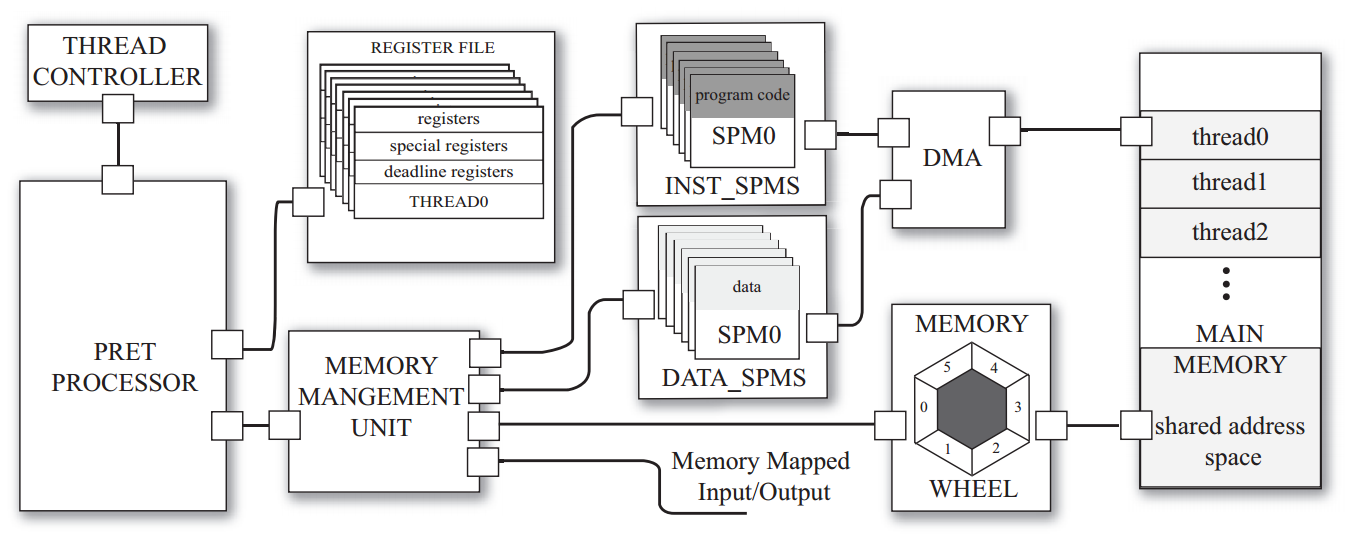 THREAD
CONTROLLER
PRET
PROCESSOR
REGISTER FILE
registers
special registers
deadline registers
THREAD0
MEMORY
MANGEMENT
UNIT
program code
SPM0
INST_SPMS
data
SPM0
DATA_SPMS
Memory Mapped
Input/Output
DMA
MEMORY
5
4
0
3
1
2
WHEEL
thread0
thread1
thread2
MAIN
MEMORY
shared address
space